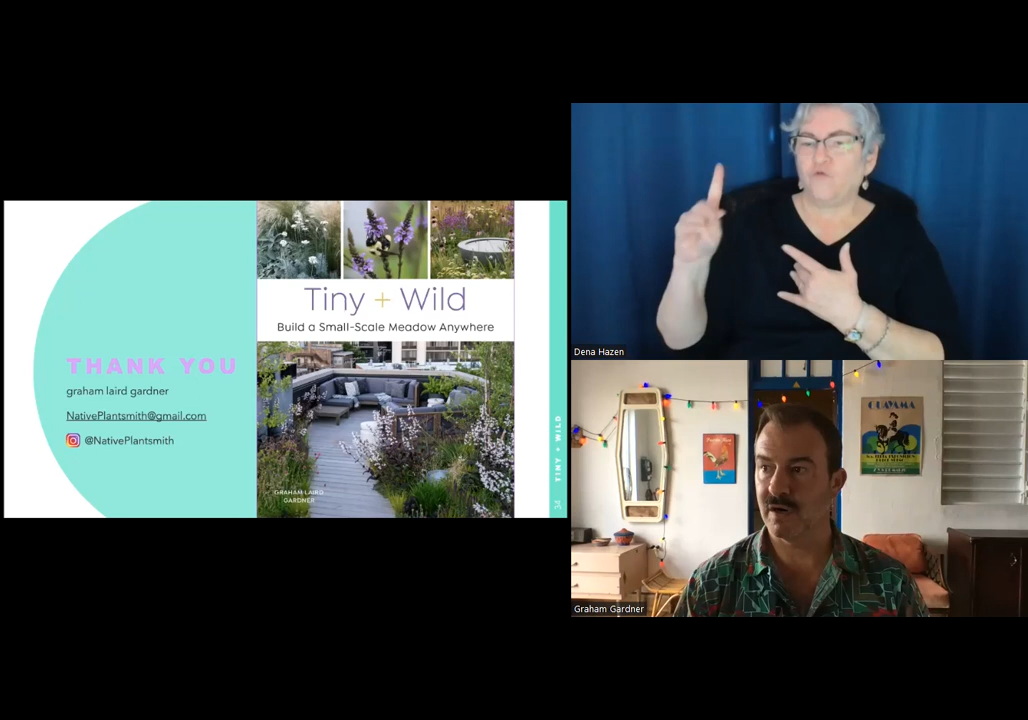 THANK YOU
graham laird gardner
NativePlantsmith@gmail.com
@NativePlantsmith
Tiny + Wild
Build a Small-Scale Meadow Anywhere
GRAHAM LAIRD
GARDNER
TINY + WILD
Dena Hazen
GUAYAMA
Graham Gardner